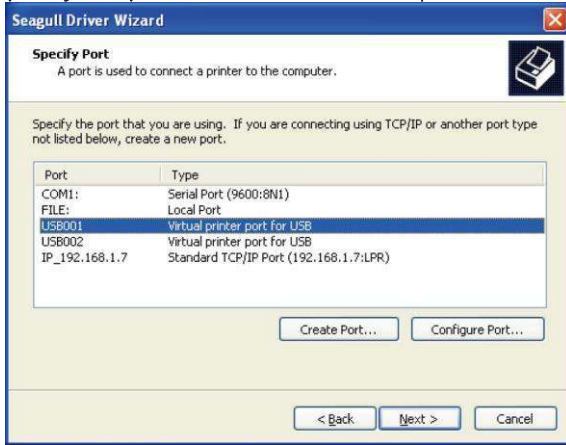 Seagull Driver Wizard
Specify Port
A port is used to connect a printer to the computer.
Specify the port that you are using. If you are connecting using TCP/IP or another port type
not listed below, create a new port.
Port Type
COM1: Serial Port (9600:8N1)
FILE: Local Port
USB001 Virtual printer port for USB
USB002 Virtual printer port for USB
IP_192.168.1.7 Standard TCP/IP Port (192.168.1.7:LPR)
Create Port... Configure Port...
< Back Next > Cancel